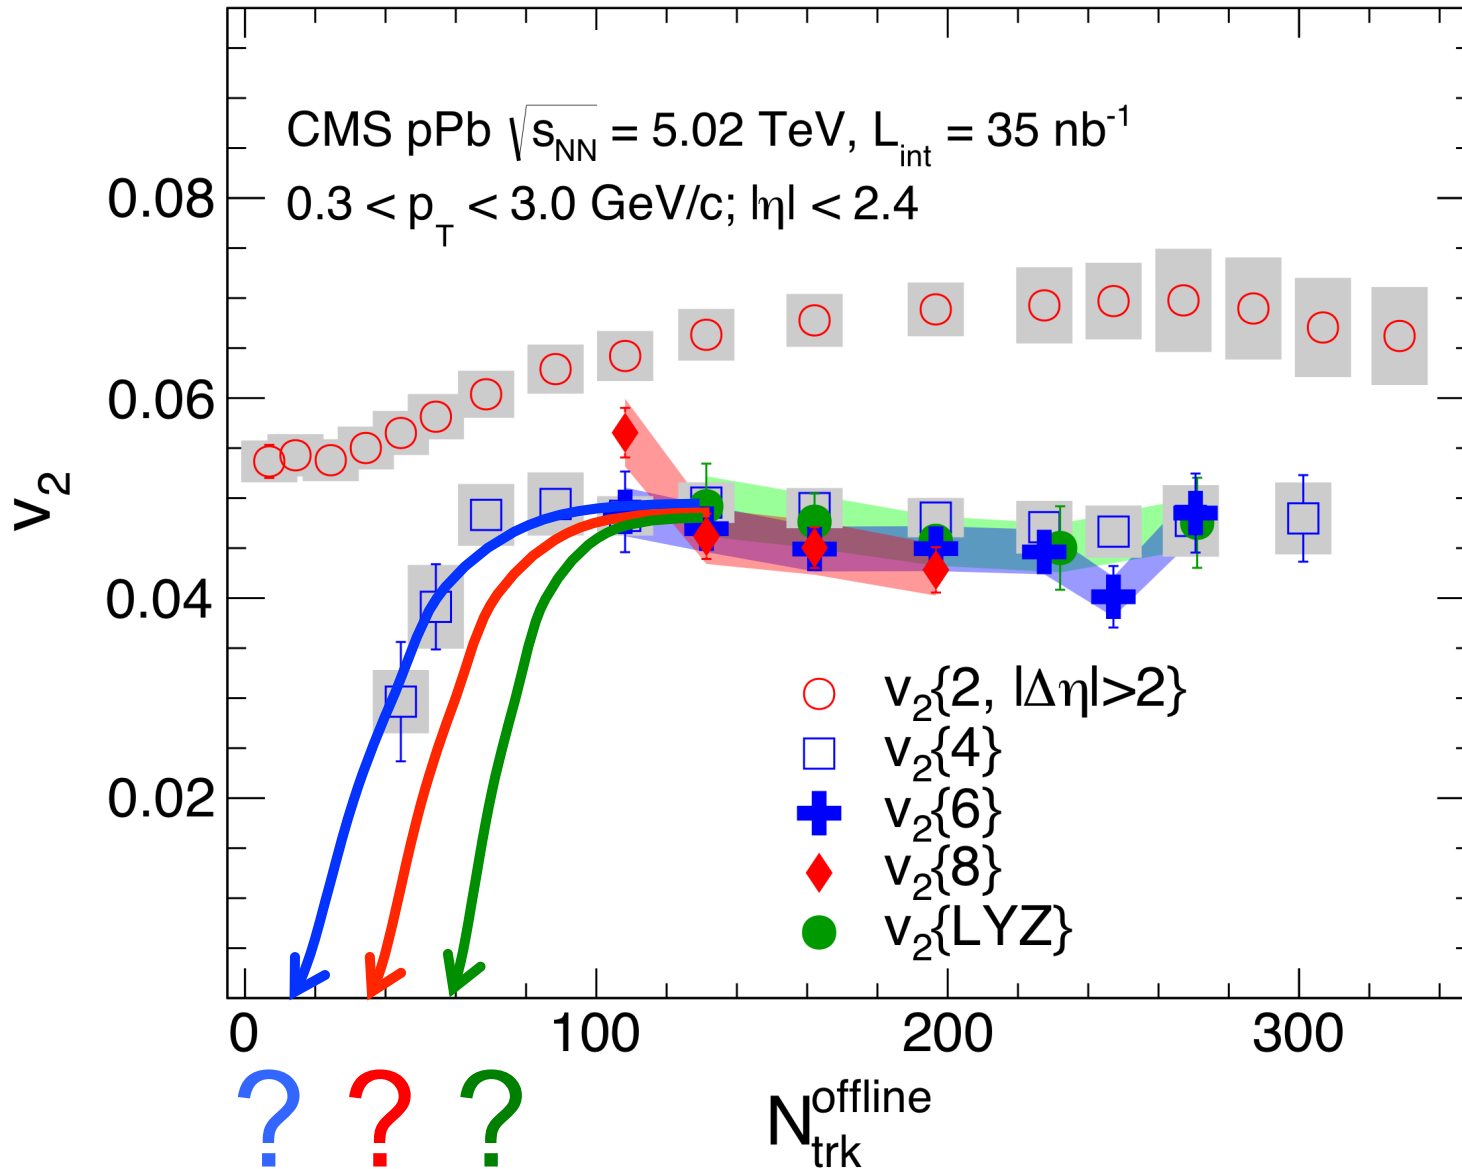 CMS pPb √sNN = 5.02 TeV, Lint = 35 nb-1
0.3 < pT < 3.0 GeV/c; |η| < 2.4
0.08
0.06
0.04
0.02
v2
v2{2, |Δη|>2}
v2{4}
v2{6}
v2{8}
v2{LYZ}
0 100 200 300
? ? ?
Ntrkoffline